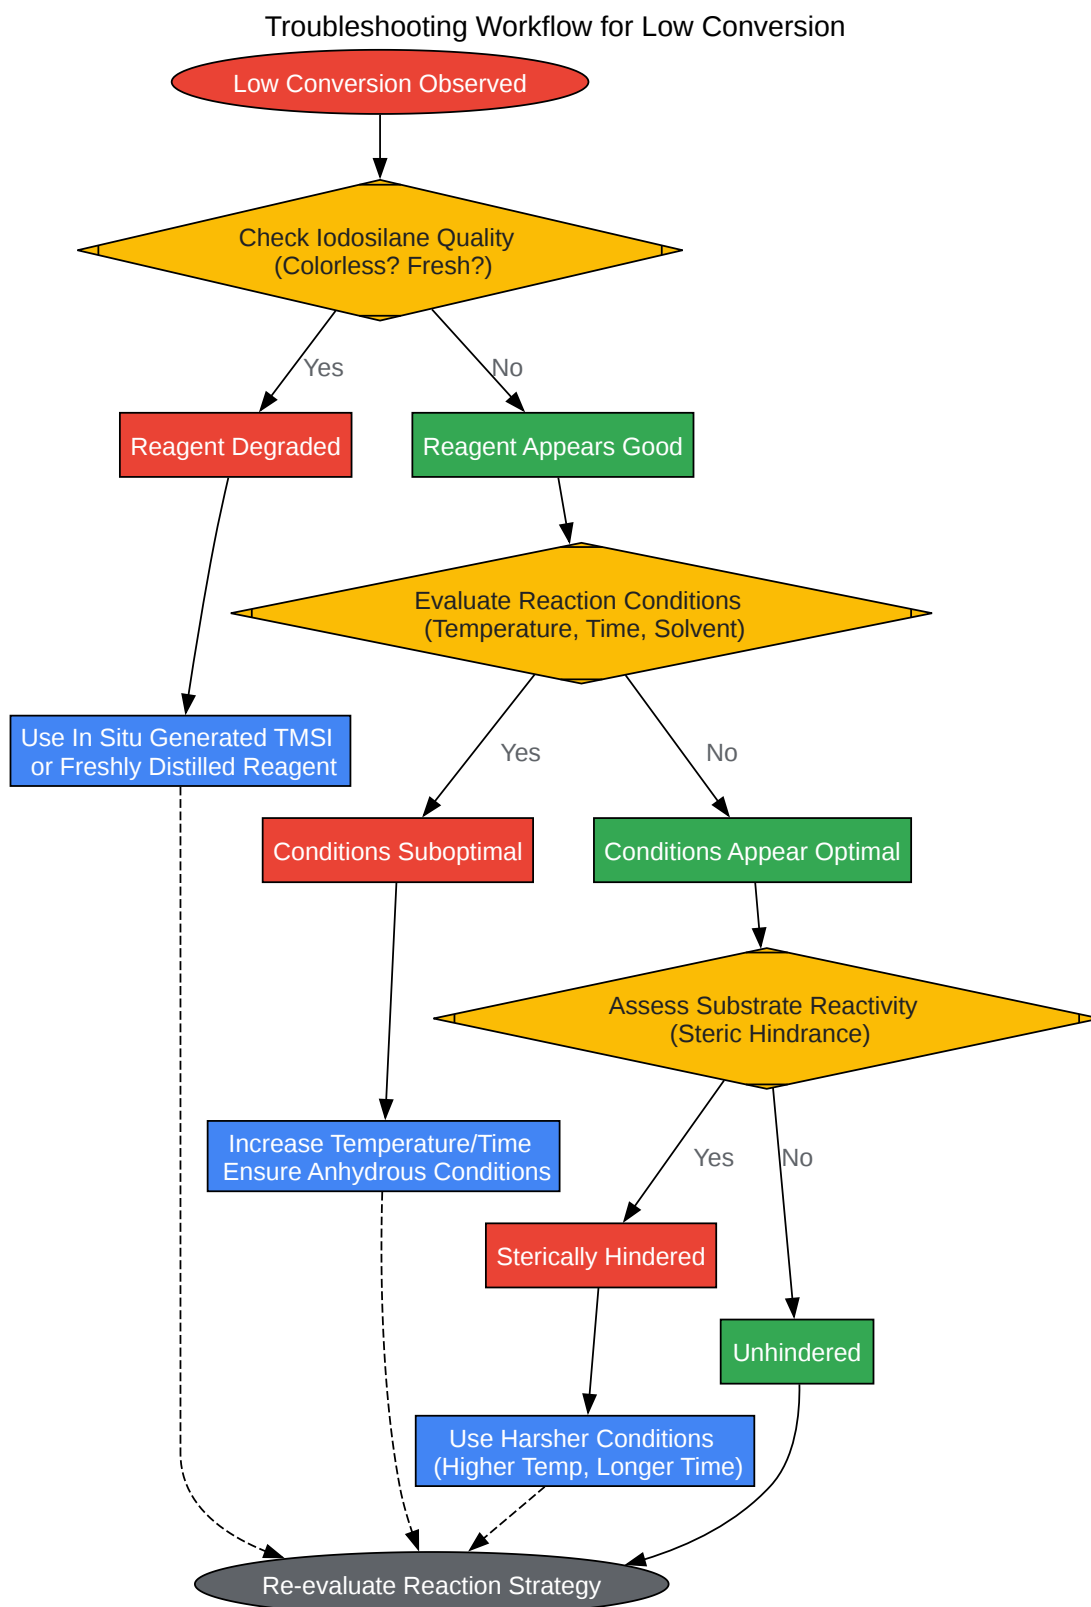 Troubleshooting Workflow for Low Conversion
Low Conversion Observed
Check Iodosilane Quality
(Colorless? Fresh?)
Yes
No
Reagent Degraded
Reagent Appears Good
Evaluate Reaction Conditions
(Temperature, Time, Solvent)
Use In Situ Generated TMSI
or Freshly Distilled Reagent
Yes
No
Conditions Suboptimal
Conditions Appear Optimal
Assess Substrate Reactivity
(Steric Hindrance)
Increase Temperature/Time
Ensure Anhydrous Conditions
Yes
No
Sterically Hindered
Unhindered
Use Harsher Conditions
(Higher Temp, Longer Time)
Re-evaluate Reaction Strategy